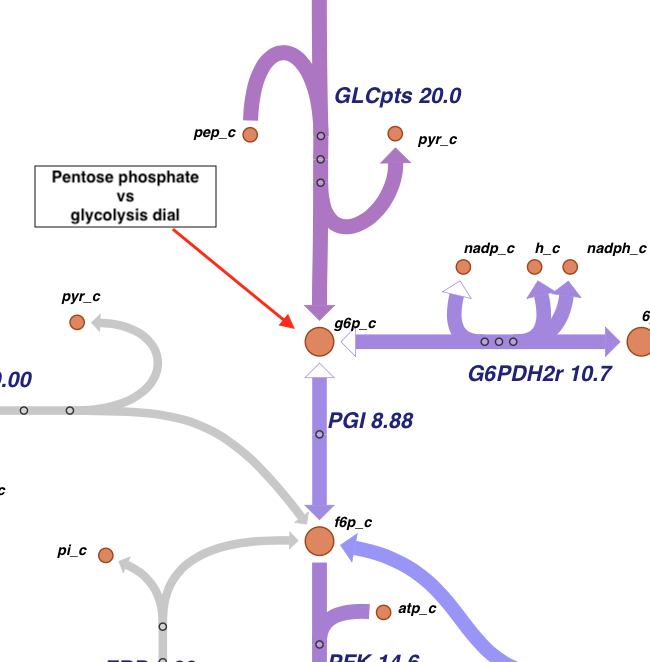 GLCpts 20.0
pep_c
pyr_c
Pentose phosphate
vs
glycolysis dial
nadp_c
h_c
nadph_c
pyr_c
g6p_c
6
G6PDH2r 10.7
.00
PGI 8.88
c
f6p_c
pi_c
atp_c
PFK 14.6